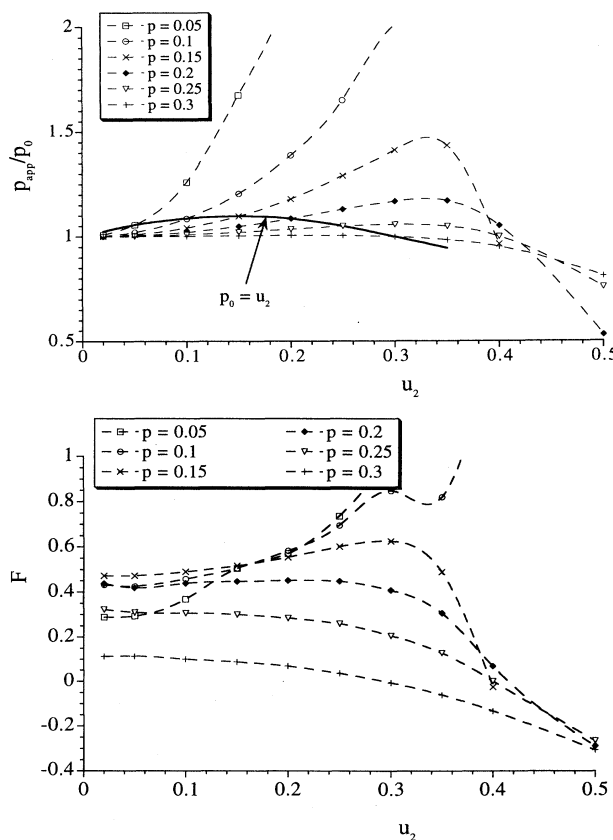 2
1.5
1
0.5
p_app/p_0
p = 0.05
p = 0.1
p = 0.15
p = 0.2
p = 0.25
p = 0.3
p_0 = u_2
0 0.1 0.2 0.3 0.4 0.5
u_2
p = 0.05 p = 0.2
p = 0.1 p = 0.25
p = 0.15 p = 0.3
1
0.8
0.6
0.4
0.2
0
-0.2
-0.4
F
0 0.1 0.2 0.3 0.4 0.5
u_2